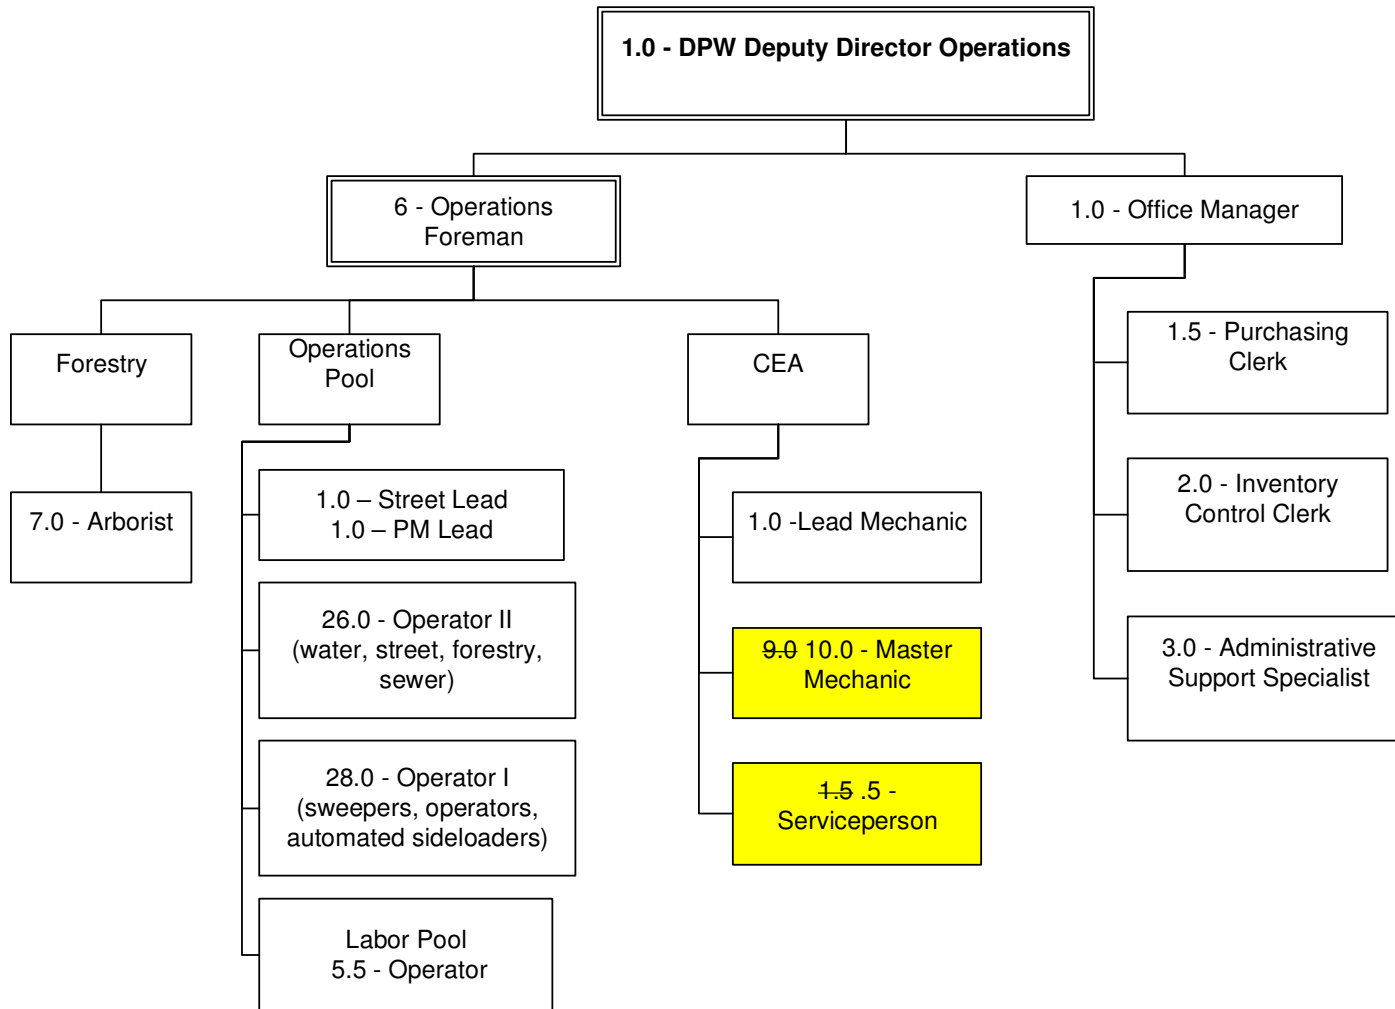 1.0 - DPW Deputy Director Operations
6 - Operations
Foreman
1.0 - Office Manager
Forestry
Operations
Pool
CEA
1.5 - Purchasing
Clerk
7.0 - Arborist
1.0 – Street Lead
1.0 – PM Lead
1.0 -Lead Mechanic
2.0 - Inventory
Control Clerk
26.0 - Operator II
(water, street, forestry,
sewer)
9.0 10.0 - Master
Mechanic
3.0 - Administrative
Support Specialist
28.0 - Operator I
(sweepers, operators,
automated sideloaders)
1.5 .5 -
Serviceperson
Labor Pool
5.5 - Operator